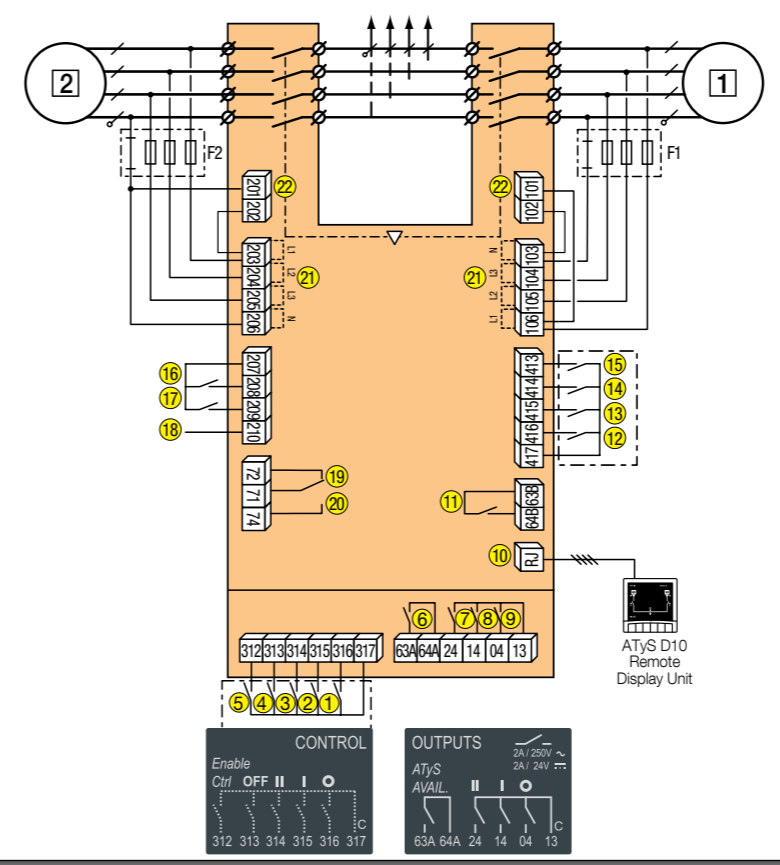 2
1
F2
F1
201
202
22
22
101
102
203
204
205
206
L1
L2
L3
N
21
21
N
L3
L2
L1
103
104
105
106
16
17
18
207
208
209
210
413
414
415
416
417
15
14
13
12
72
71
74
19
20
11
63B
64B
10
RJ
ATyS D10
Remote
Display Unit
6
7
8
9
312 313 314 315 316 317
63A 64A 24 14 04 13
5
4
3
2
1
CONTROL
Enable
Ctrl OFF II I O
C
312 313 314 315 316 317
OUTPUTS
2A / 250V ~
2A / 24V ⎓
ATyS
AVAIL. II I O
C
63A 64A 24 14 04 13